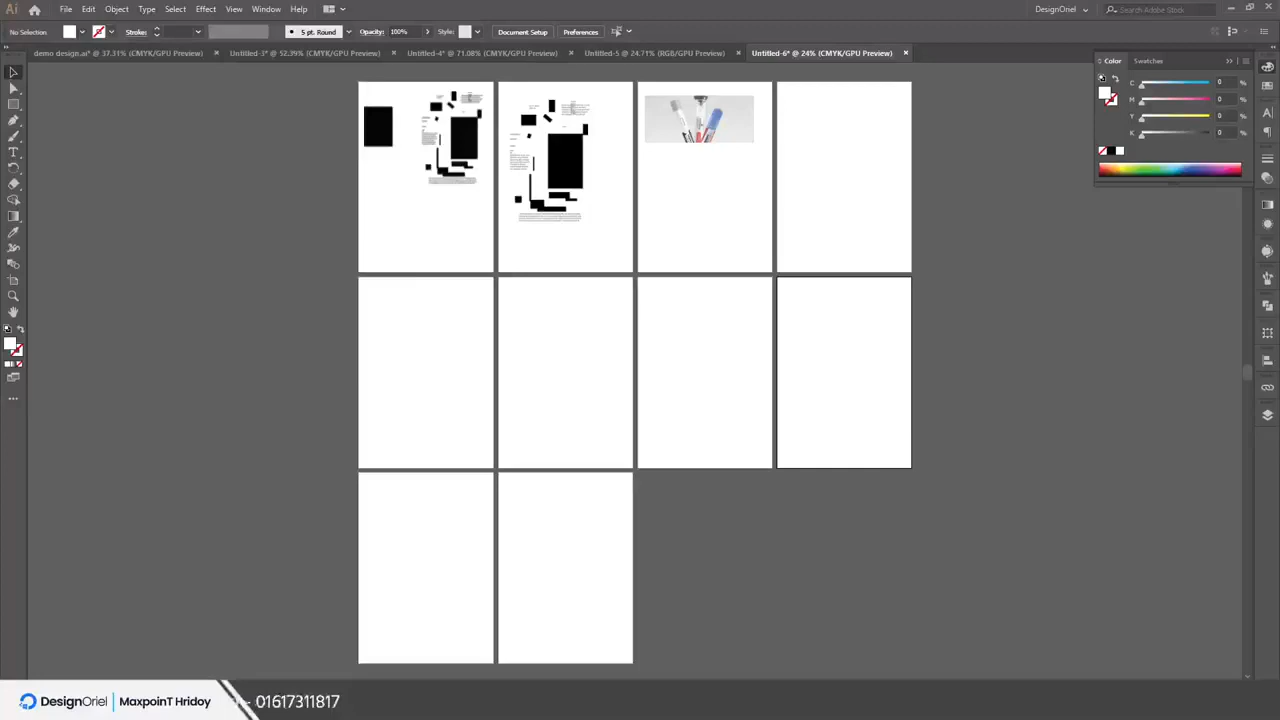 Ai File Edit Object Type Select Effect View Window Help DesignOriel Search Adobe Stock
No Selection Stroke: 5 pt. Round Opacity: 100% Style: Document Setup Preferences
demo design.ai* @ 37.31% (CMYK/GPU Preview) × Untitled-3* @ 52.39% (CMYK/GPU Preview) × Untitled-4* @ 71.08% (CMYK/GPU Preview) × Untitled-5 @ 24.71% (RGB/GPU Preview) × Untitled-6* @ 24% (CMYK/GPU Preview) ×
Color Swatches
C 0 %
M 0 %
Y 0 %
K 0 %
DesignOriel | MaxpoinT Hridoy - 01617311817